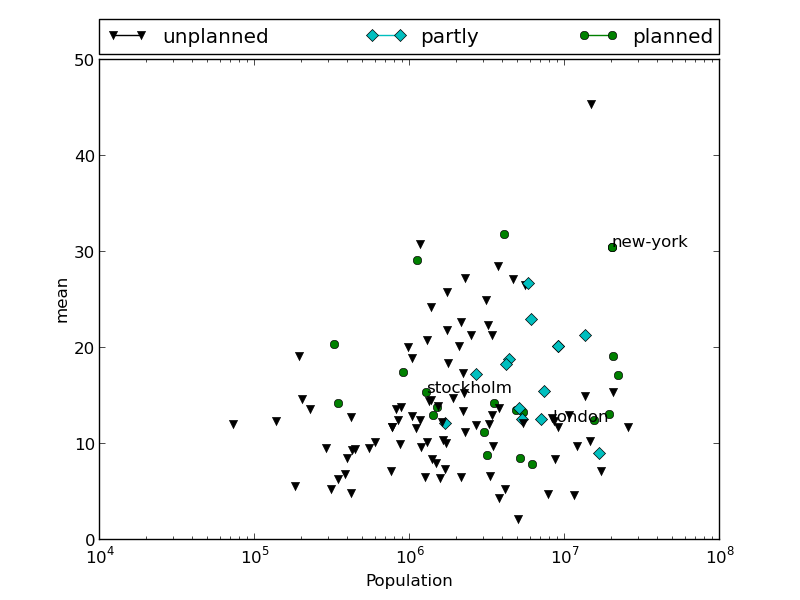 unplanned partly planned
50
40
new-york
30
mean
20
stockholm
london
10
0
10^4 10^5 10^6 10^7 10^8
Population